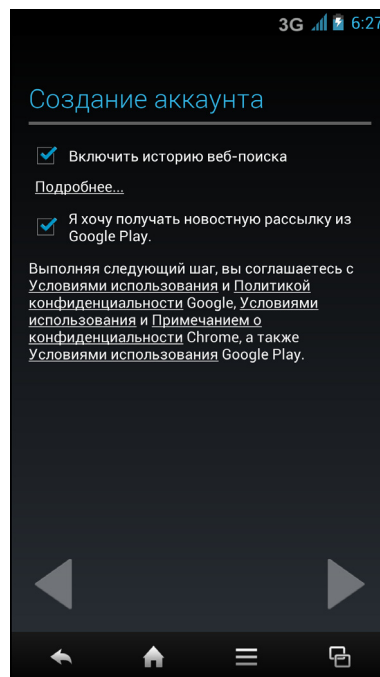 3G 6:27
Создание аккаунта
Включить историю веб-поиска
Подробнее...
Я хочу получать новостную рассылку из
Google Play.
Выполняя следующий шаг, вы соглашаетесь с
Условиями использования и Политикой
конфиденциальности Google, Условиями
использования и Примечанием о
конфиденциальности Chrome, а также
Условиями использования Google Play.